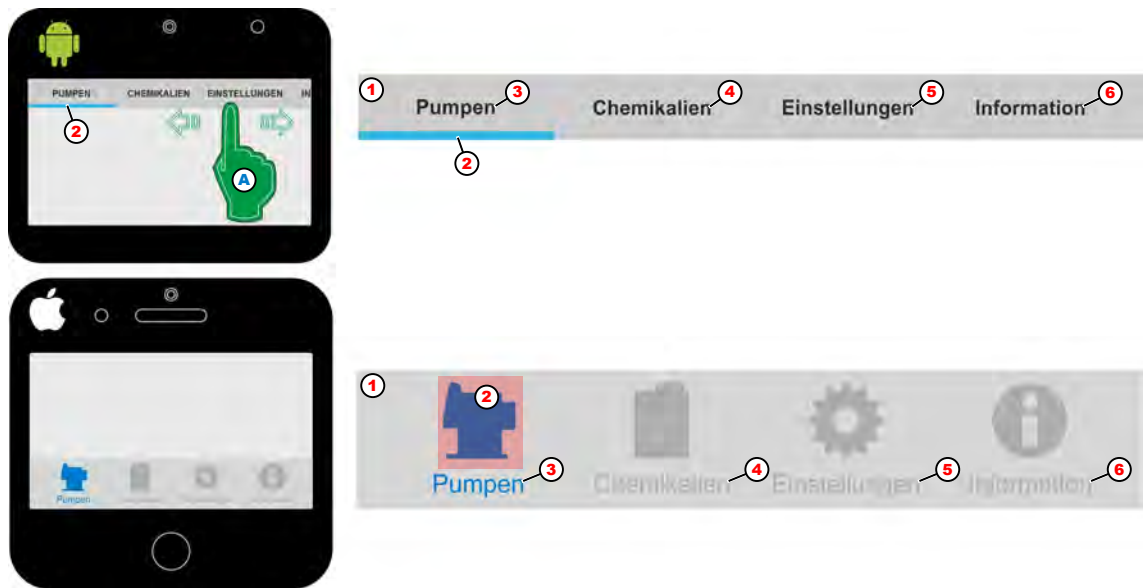 PUMPEN CHEMIKALIEN EINSTELLUNGEN IN
2
A
1 Pumpen 3 Chemikalien 4 Einstellungen 5 Information 6
2
Pumpen
1
2
Pumpen 3 Chemikalien 4 Einstellungen 5 Information 6